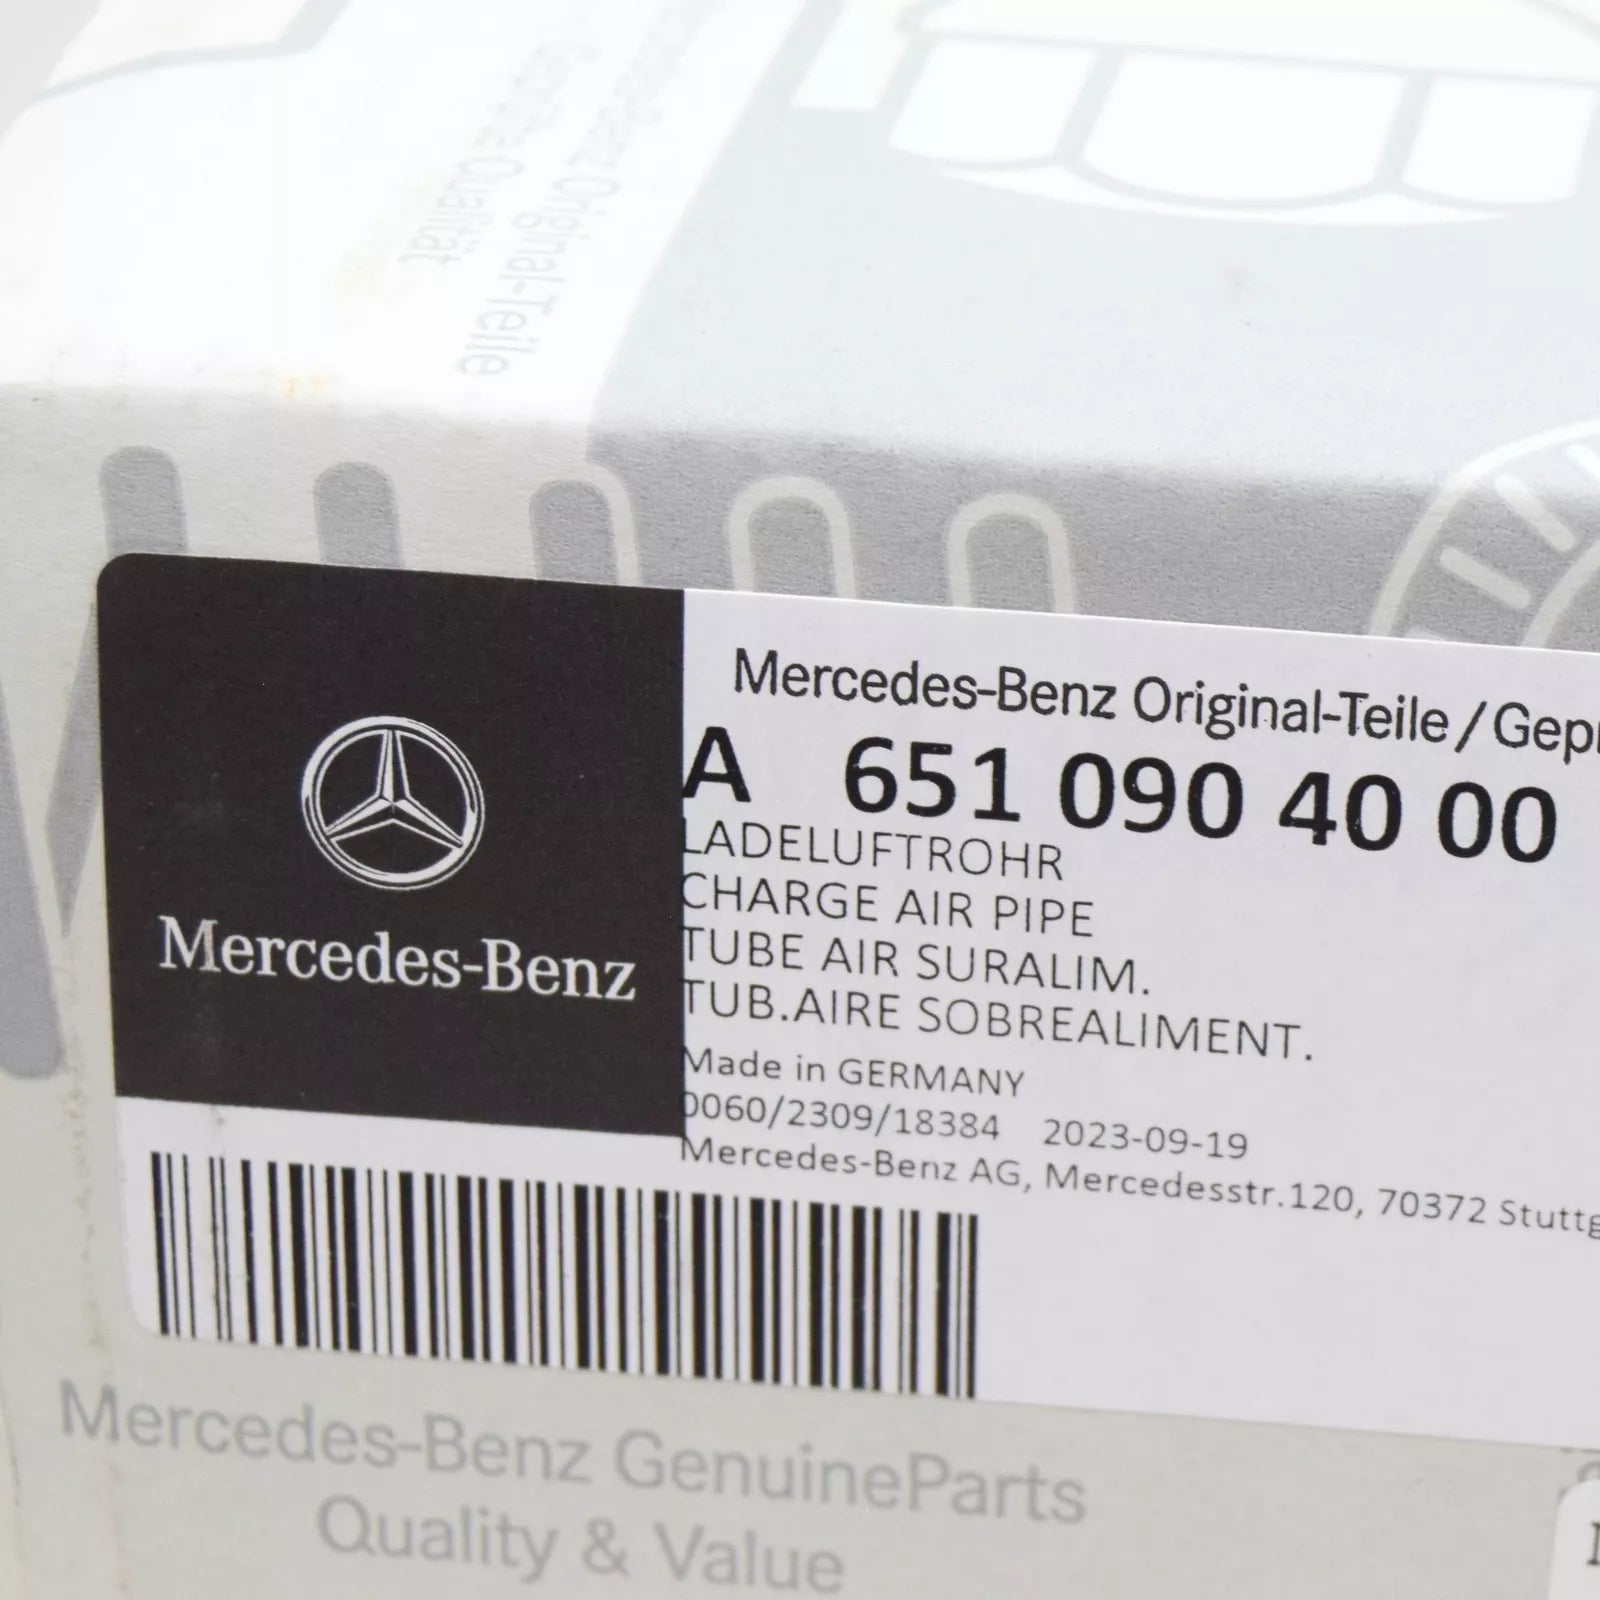 Mercedes-Benz Original-Teile
Geprüfte Qualität
Mercedes-Benz Original-Teile /
A 651 090 40 00
LADELUFTROHR
CHARGE AIR PIPE
TUBE AIR SURALIM.
TUB.AIRE SOBREALIMENT.
Made in GERMANY
0060/2309/18384 2023-09-19
Mercedes-Benz AG, Mercedesstr.120, 70372
Mercedes-Benz
Mercedes-Benz GenuineParts
Quality & Value